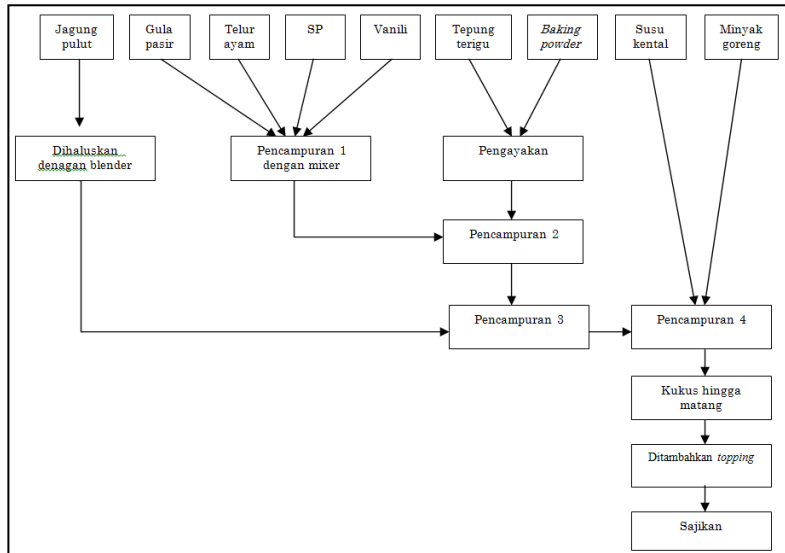 Jagung
pulut
Gula
pasir
Telur
ayam
SP
Vanili
Tepung
terigu
Baking
powder
Susu
kental
Minyak
goreng
Dihaluskan
denagan blender
Pencampuran 1
dengan mixer
Pengayakan
Pencampuran 2
Pencampuran 3
Pencampuran 4
Kukus hingga
matang
Ditambahkan topping
Sajikan